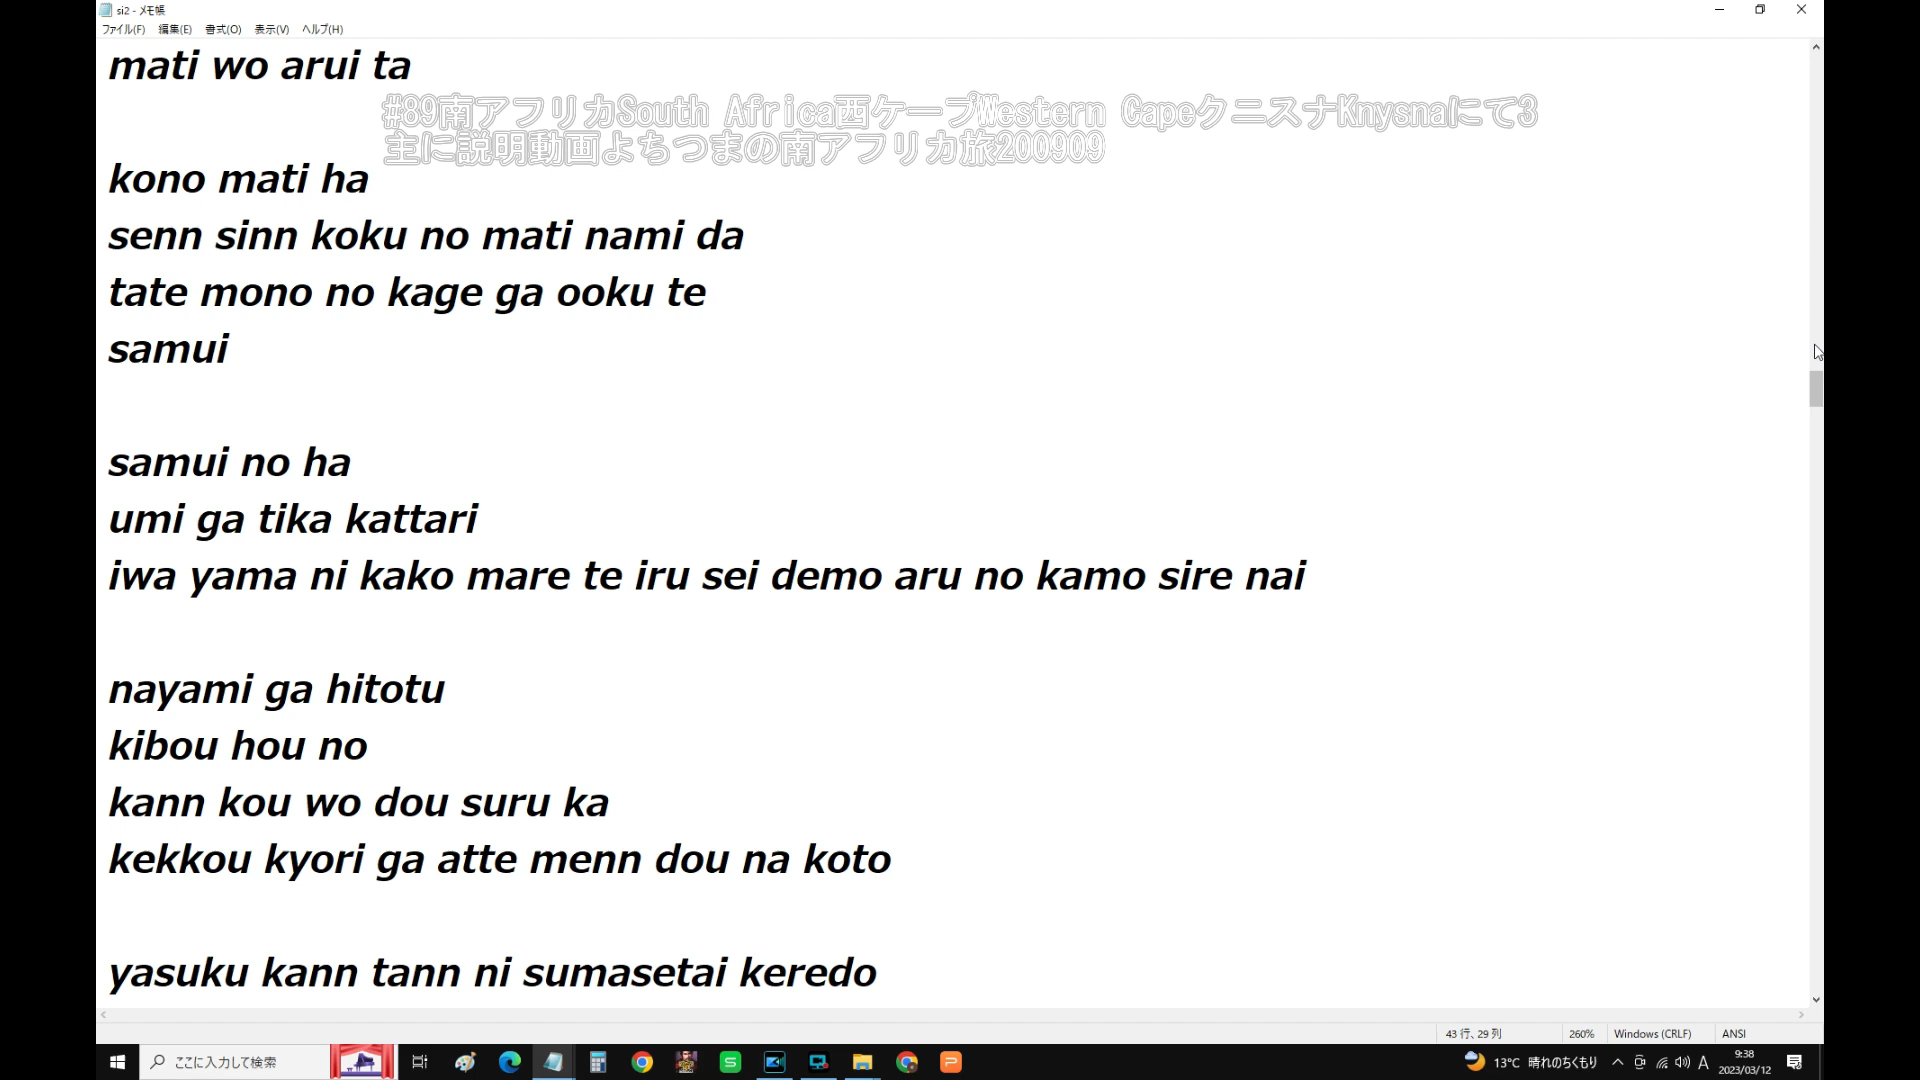 si2 - メモ帳
ファイル(F) 編集(E) 書式(O) 表示(V) ヘルプ(H)
mati wo arui ta
#89南アフリカSouth Africa西ケープWestern CapeクニスナKnysnaにて3
主に説明動画よちつまの南アフリカ旅200909
kono mati ha
senn sinn koku no mati nami da
tate mono no kage ga ooku te
samui
samui no ha
umi ga tika kattari
iwa yama ni kako mare te iru sei demo aru no kamo sire nai
nayami ga hitotu
kibou hou no
kann kou wo dou suru ka
kekkou kyori ga atte menn dou na koto
yasuku kann tann ni sumasetai keredo
43 行、29 列 260% Windows (CRLF) ANSI
ここに入力して検索
13°C 晴れのちくもり A 9:38
2023/03/12